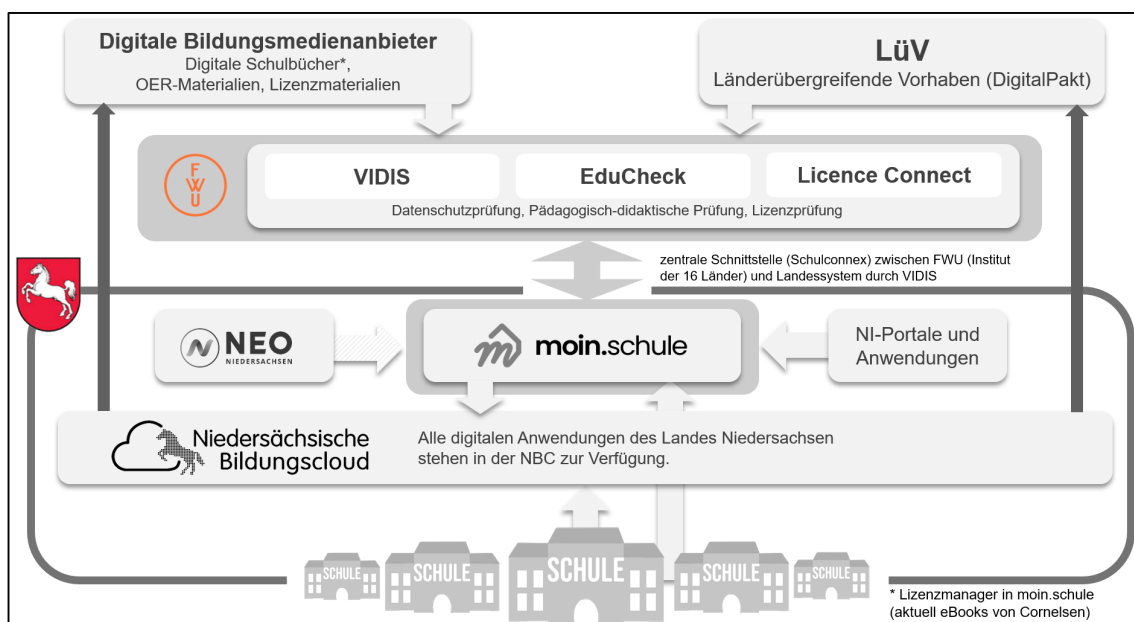 Digitale Bildungsmedienanbieter
Digitale Schulbücher*,
OER-Materialien, Lizenzmaterialien
LüV
Länderübergreifende Vorhaben (DigitalPakt)
F
W
U
VIDIS
EduCheck
Licence Connect
Datenschutzprüfung, Pädagogisch-didaktische Prüfung, Lizenzprüfung
zentrale Schnittstelle (Schulconnex) zwischen FWU (Institut
der 16 Länder) und Landessystem durch VIDIS
NEO
NIEDERSACHSEN
moin.schule
NI-Portale und
Anwendungen
Niedersächsische
Bildungscloud
Alle digitalen Anwendungen des Landes Niedersachsen
stehen in der NBC zur Verfügung.
SCHULE
SCHULE
SCHULE
SCHULE
SCHULE
* Lizenzmanager in moin.schule
(aktuell eBooks von Cornelsen)